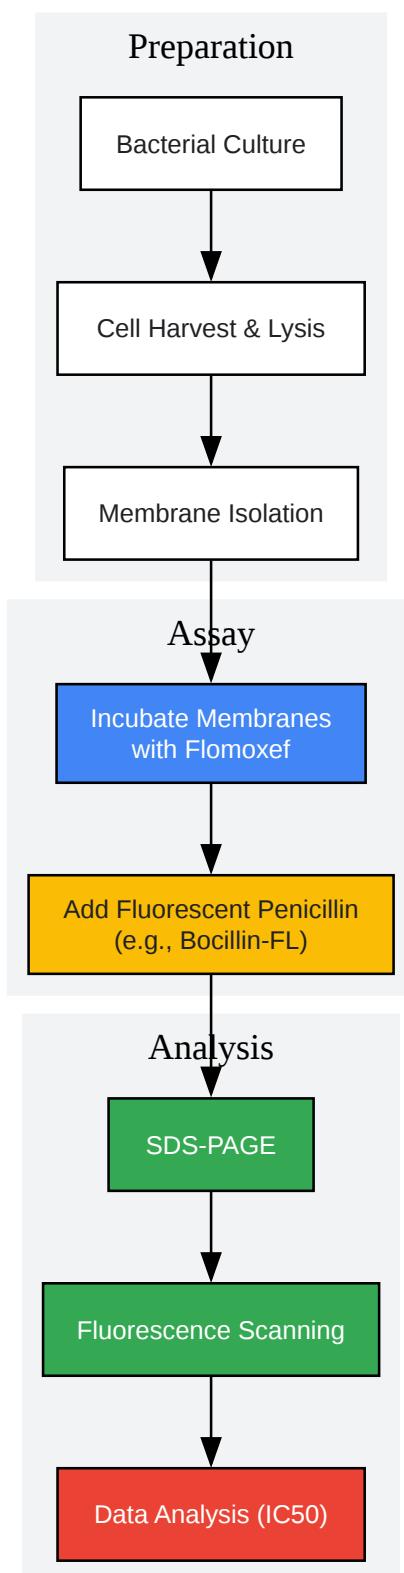 Preparation
Bacterial Culture
Cell Harvest & Lysis
Membrane Isolation
Assay
Incubate Membranes
with Flomoxef
Add Fluorescent Penicillin
(e.g., Bocillin-FL)
Analysis
SDS-PAGE
Fluorescence Scanning
Data Analysis (IC50)